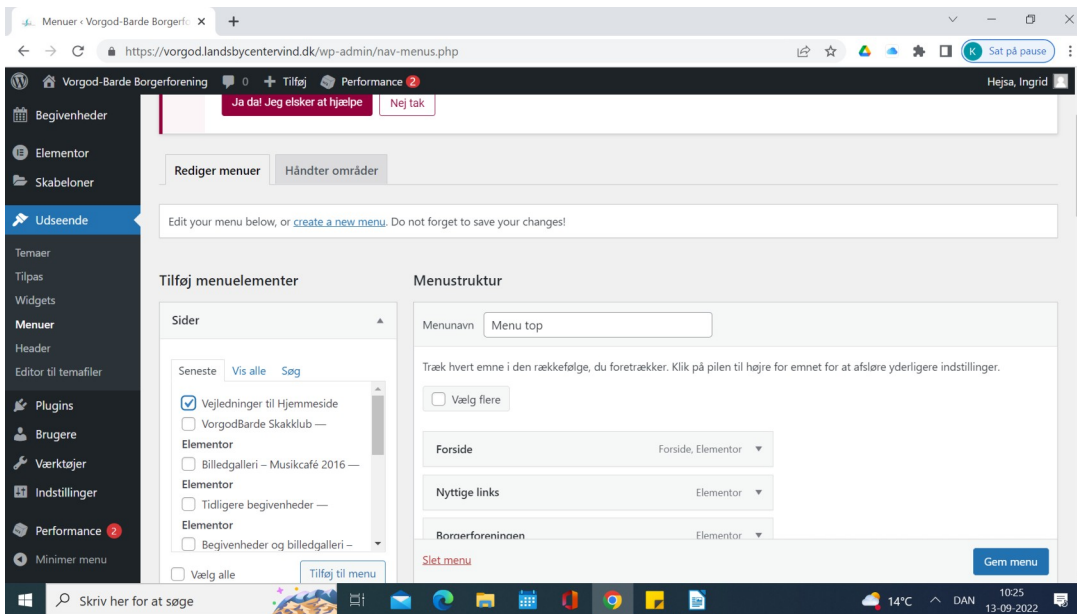 Menuer ‹ Vorgod-Barde Borgerfo
https://vorgod.landsbycentervind.dk/wp-admin/nav-menus.php
K Sat på pause
Vorgod-Barde Borgerforening 0 Tilføj Performance 2 Hejsa, Ingrid
Begivenheder
Elementor
Skabeloner
Udseende
Temaer
Tilpas
Widgets
Menuer
Header
Editor til temafiler
Plugins
Brugere
Værktøjer
Indstillinger
Performance 2
Minimer menu
Ja da! Jeg elsker at hjælpe Nej tak
Rediger menuer Håndter områder
Edit your menu below, or create a new menu. Do not forget to save your changes!
Tilføj menuelementer
Sider
Seneste Vis alle Søg
Vejledninger til Hjemmeside
VorgodBarde Skakklub —
Elementor
Billedgalleri – Musikcafé 2016 —
Elementor
Tidligere begivenheder —
Elementor
Begivenheder og billedgalleri –
Vælg alle Tilføj til menu
Menustruktur
Menunavn Menu top
Træk hvert emne i den rækkefølge, du foretrækker. Klik på pilen til højre for emnet for at afsløre yderligere indstillinger.
Vælg flere
Forside Forside, Elementor
Nyttige links Elementor
Borgerforeningen Elementor
Slet menu Gem menu
Skriv her for at søge 14°C DAN 10:25
13-09-2022